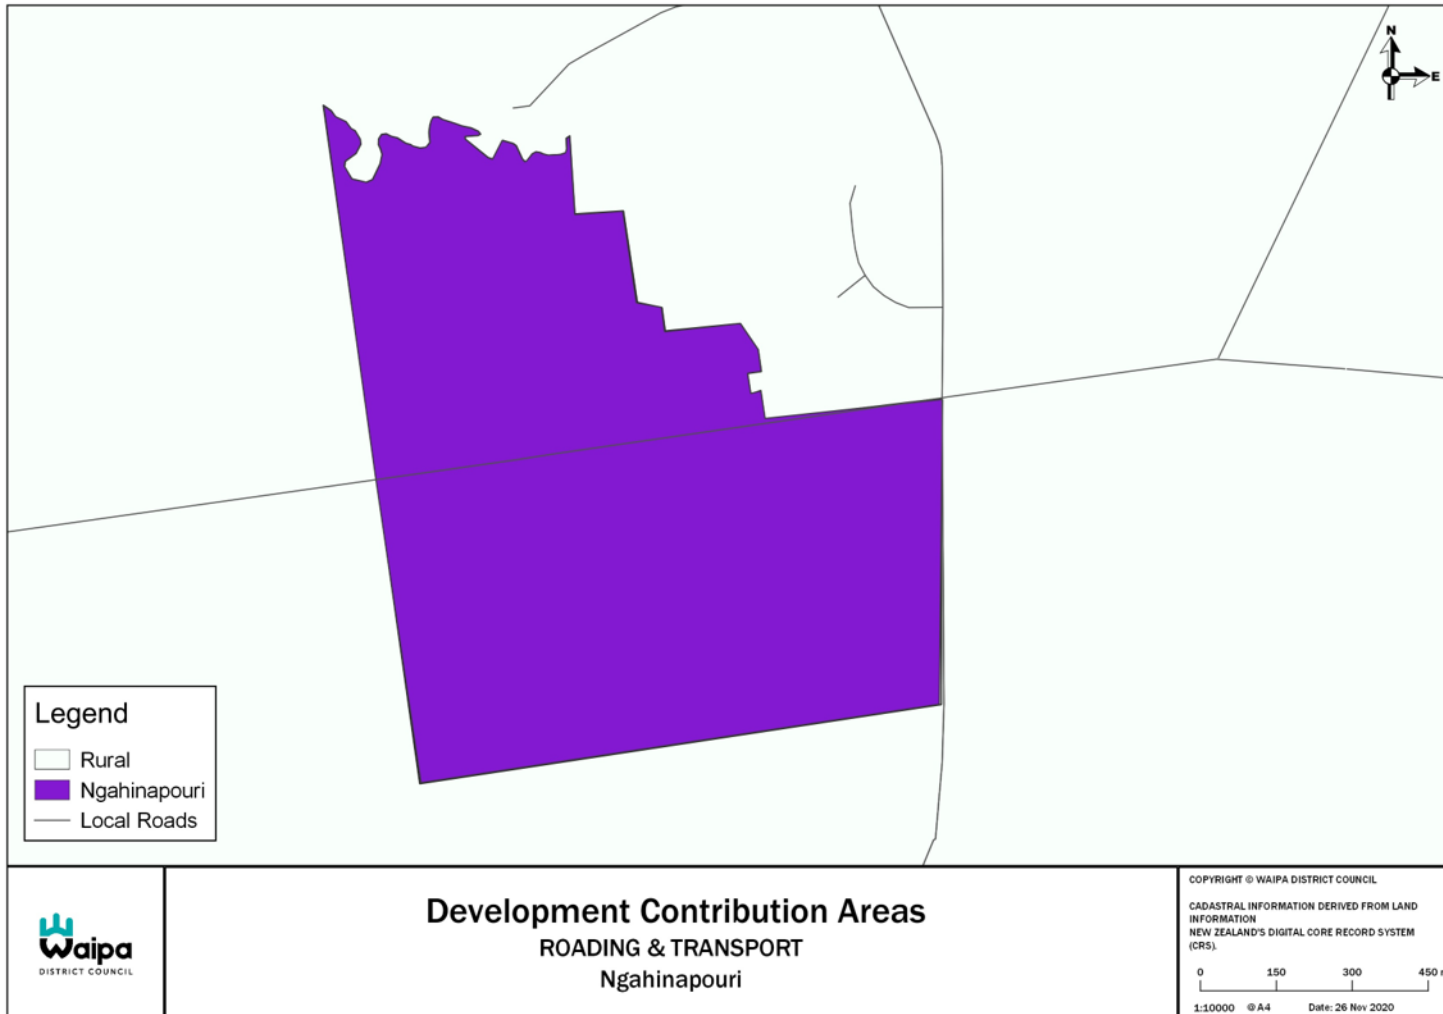 N
E
Legend
Rural
Ngahinapouri
Local Roads
Waipa
DISTRICT COUNCIL
Development Contribution Areas
ROADING & TRANSPORT
Ngahinapouri
COPYRIGHT © WAIPA DISTRICT COUNCIL
CADASTRAL INFORMATION DERIVED FROM LAND
INFORMATION
NEW ZEALAND'S DIGITAL CORE RECORD SYSTEM
(CRS).
0 150 300 450
1:10000 @A4 Date: 26 Nov 2020